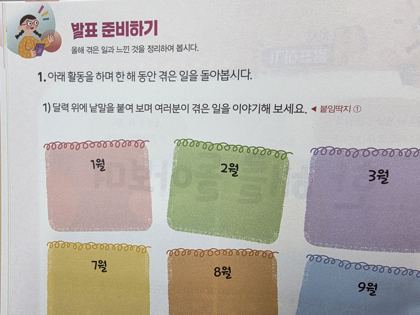 발표 준비하기
올해 겪은 일과 느낀 것을 정리하여 봅시다.
1. 아래 활동을 하며 한 해 동안 겪은 일을 돌아봅시다.
1) 달력 위에 낱말을 붙여 보며 여러분이 겪은 일을 이야기해 보세요. ◀ 붙임딱지 ①
1월 2월 3월
7월 8월 9월